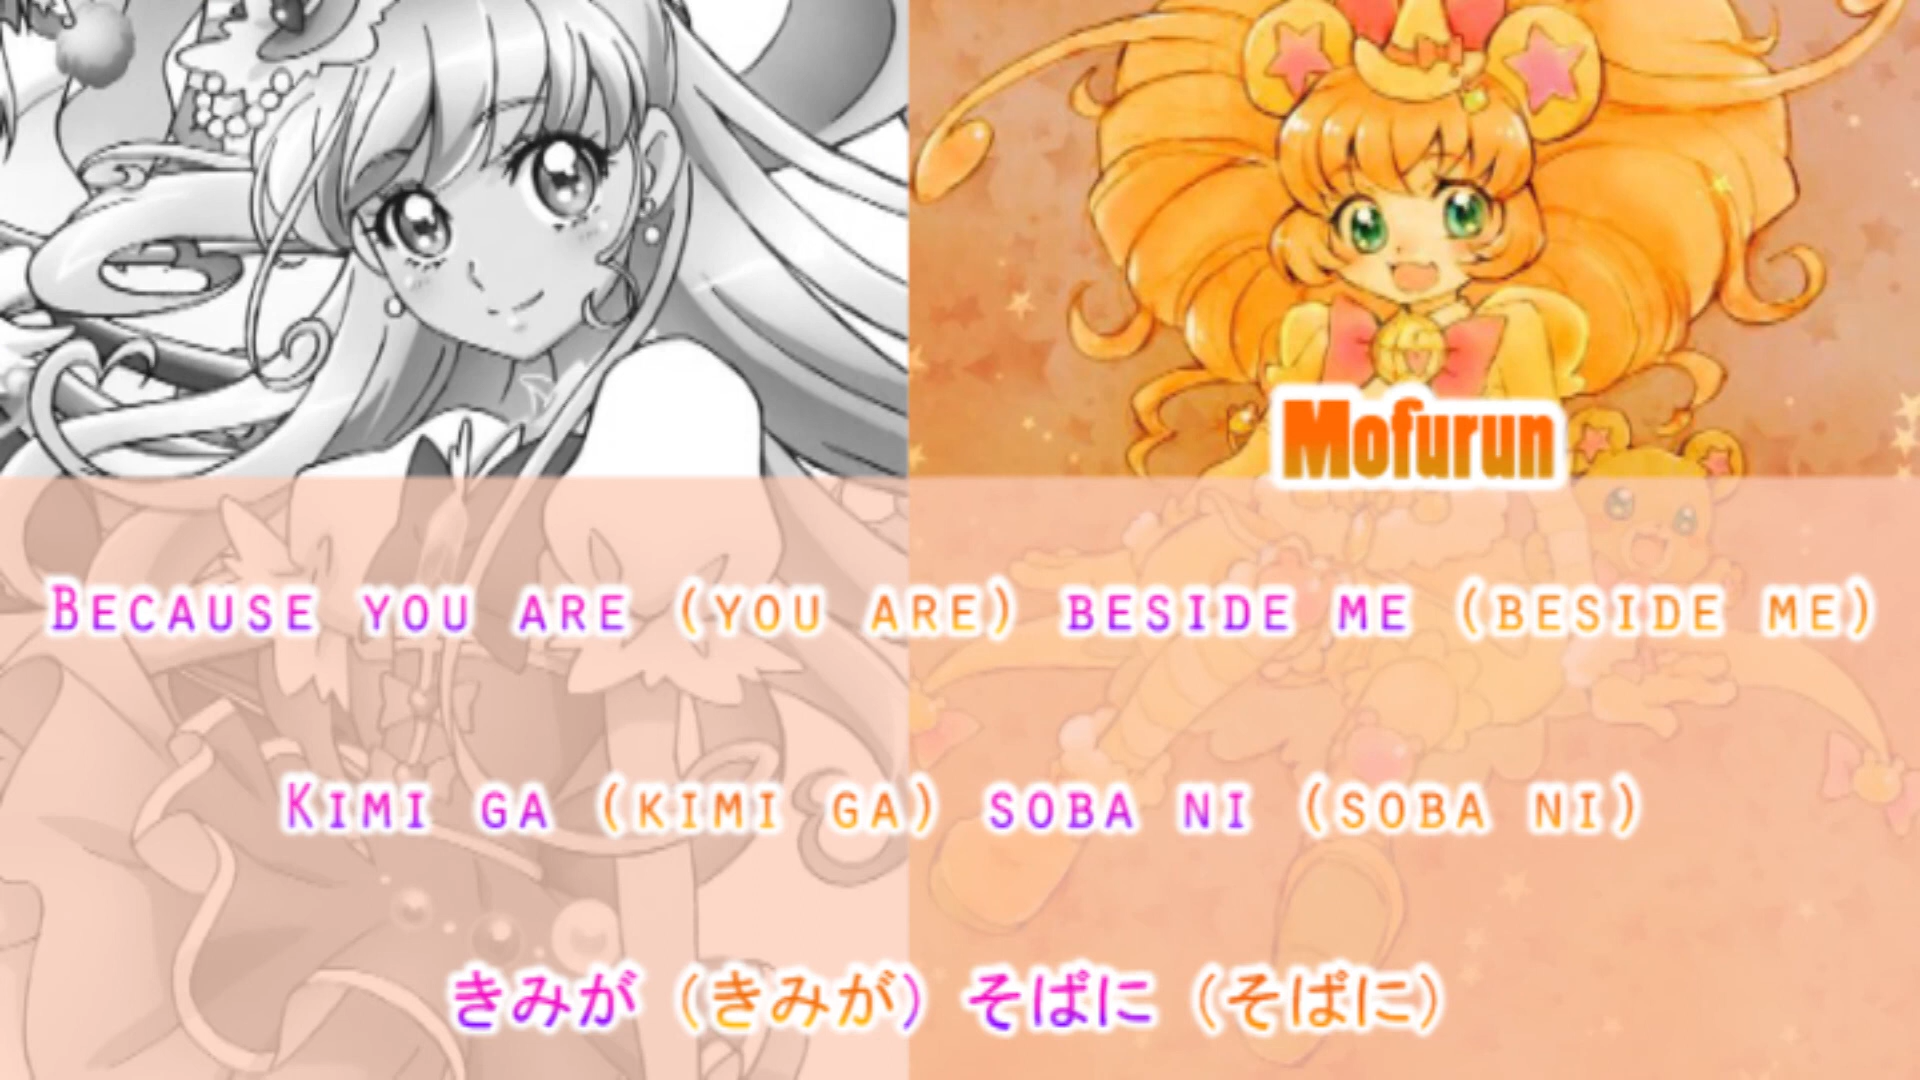 Mofurun
Because you are (you are) beside me (beside me)
Kimi ga (kimi ga) soba ni (soba ni)
きみが (きみが) そばに (そばに)